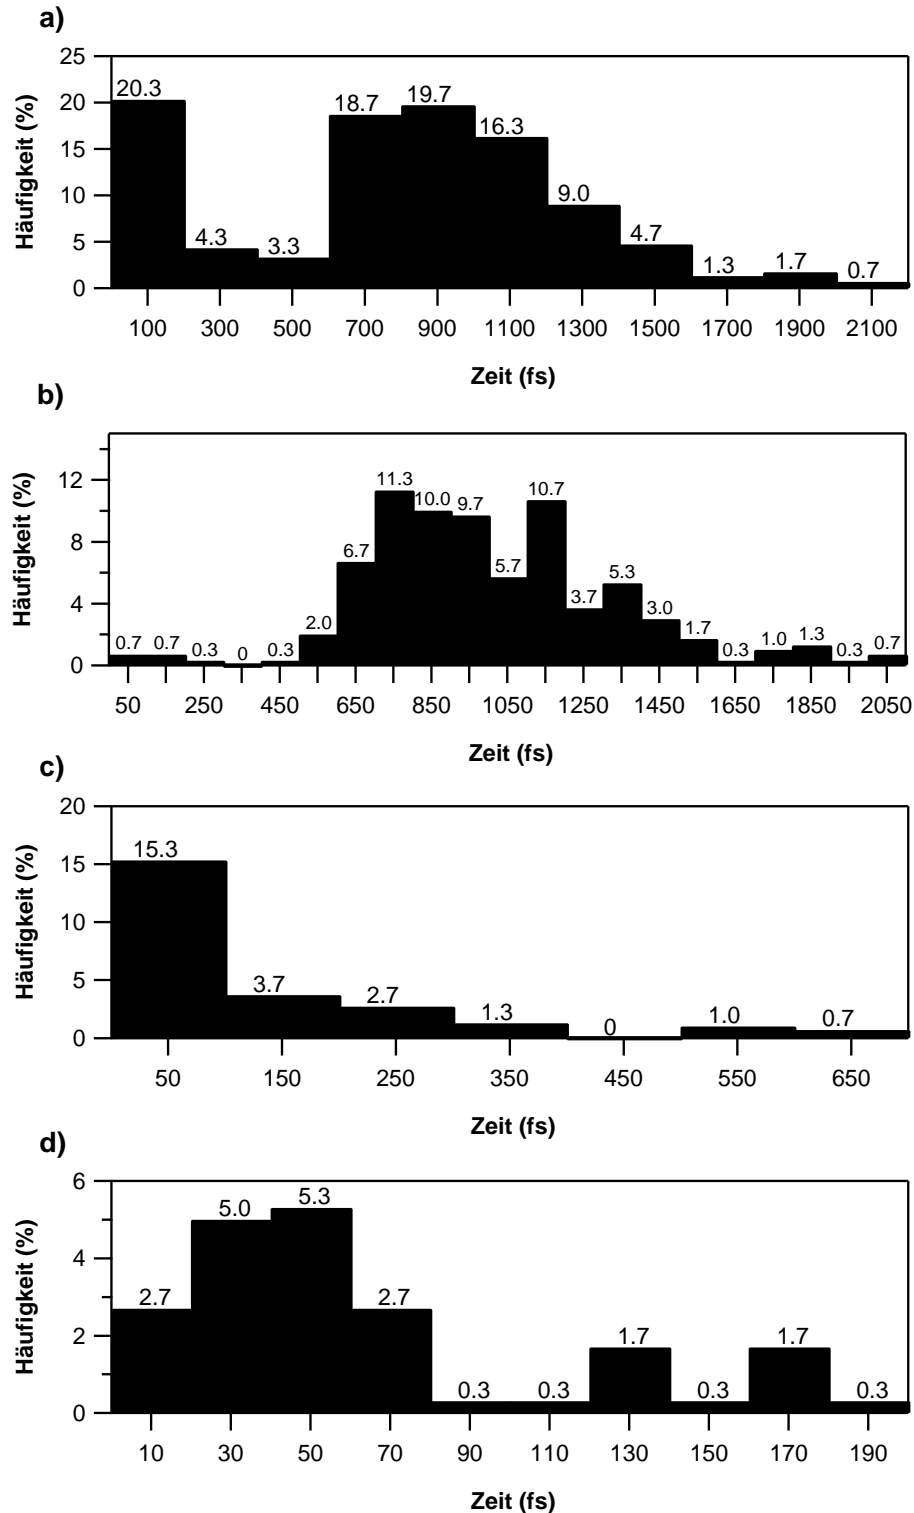 a)
Häufigkeit (%)
25
20
15
10
5
0
20.3
4.3
3.3
18.7
19.7
16.3
9.0
4.7
1.3
1.7
0.7
100 300 500 700 900 1100 1300 1500 1700 1900 2100
Zeit (fs)
b)
Häufigkeit (%)
12
8
4
0
0.7 0.7 0.3 0 0.3 2.0 6.7 11.3 10.0 9.7 5.7 10.7 3.7 5.3 3.0 1.7 0.3 1.0 1.3 0.3 0.7
50 250 450 650 850 1050 1250 1450 1650 1850 2050
Zeit (fs)
c)
Häufigkeit (%)
20
15
10
5
0
15.3
3.7
2.7
1.3
0
1.0
0.7
50 150 250 350 450 550 650
Zeit (fs)
d)
Häufigkeit (%)
6
4
2
0
2.7
5.0
5.3
2.7
0.3
0.3
1.7
0.3
1.7
0.3
10 30 50 70 90 110 130 150 170 190
Zeit (fs)